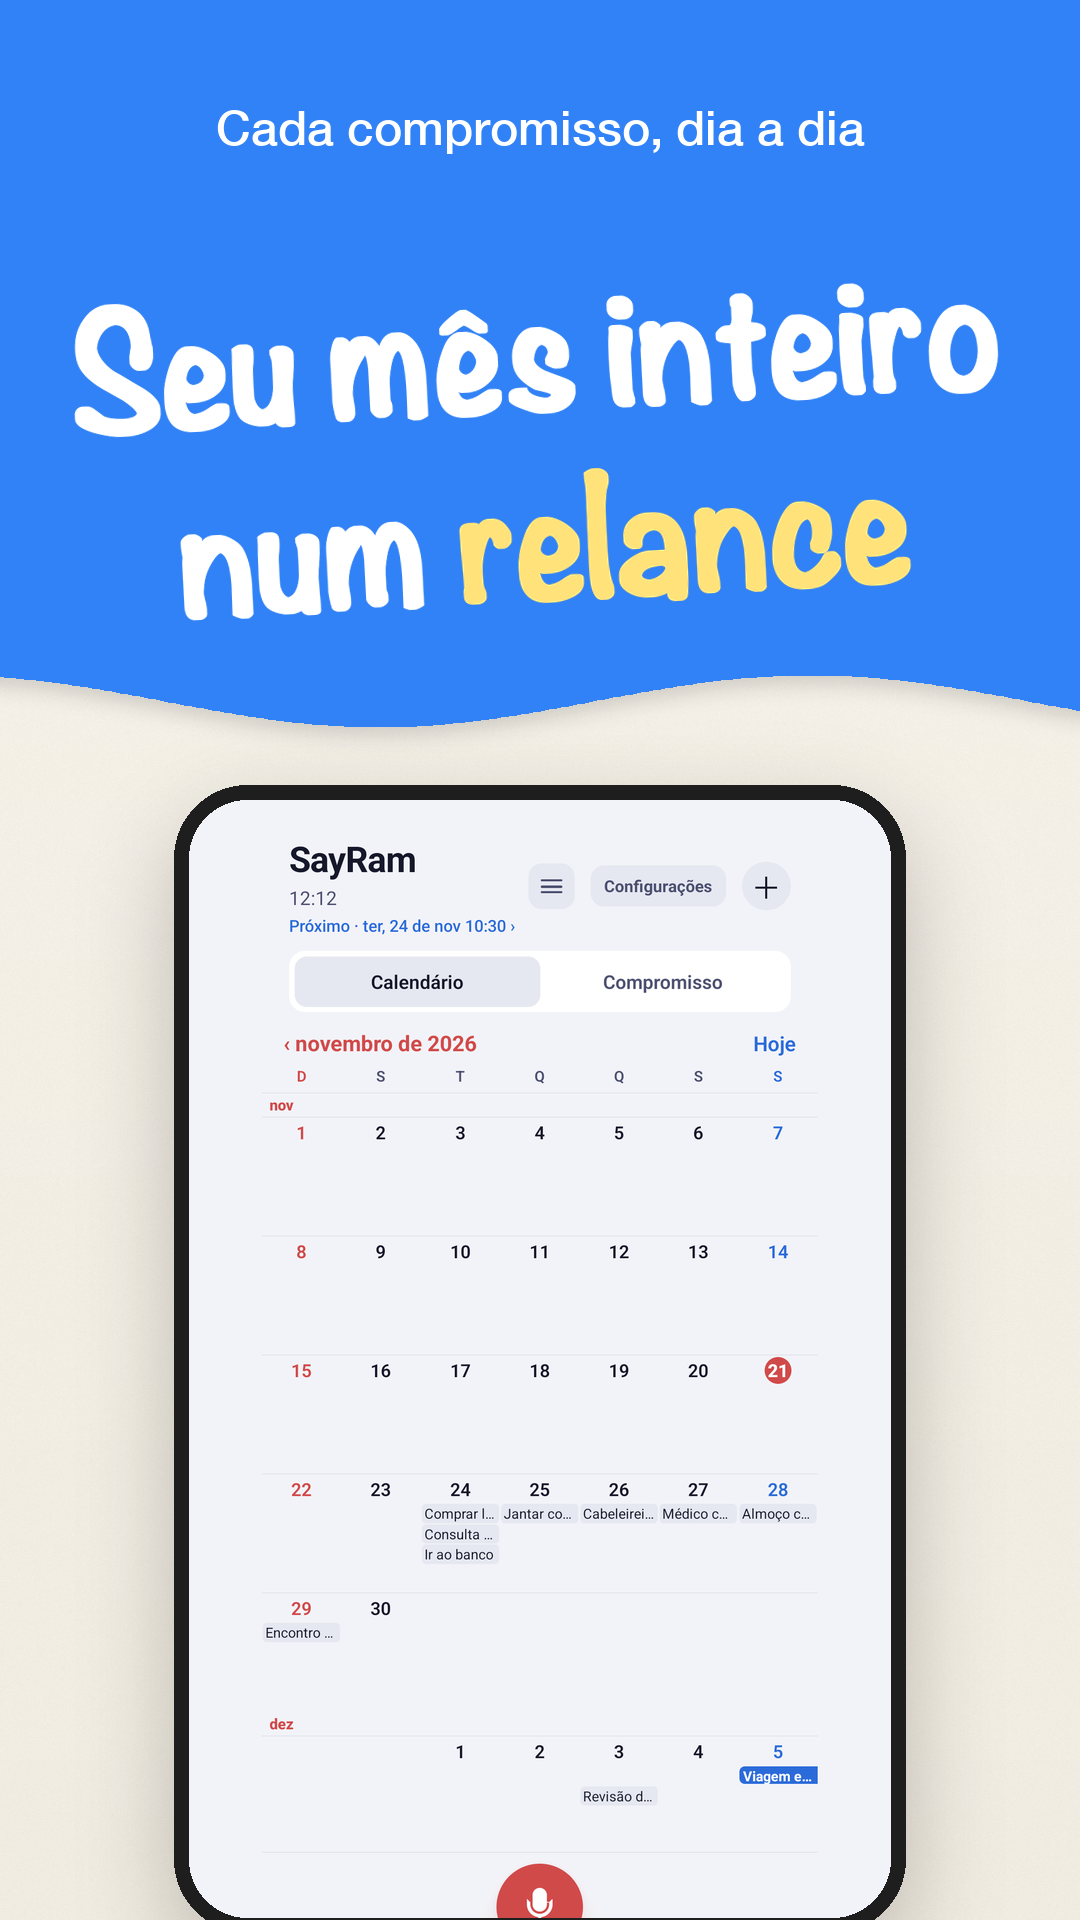 Cada compromisso, dia a dia
Seu mês inteiro
num relance
SayRam
12:12
Próximo · ter, 24 de nov 10:30 ›
Configurações
Calendário
Compromisso
‹ novembro de 2026
Hoje
D S T Q Q S S
nov
1 2 3 4 5 6 7
8 9 10 11 12 13 14
15 16 17 18 19 20 21
22 23 24 25 26 27 28
Comprar l... Jantar co... Cabeleirei... Médico c... Almoço c...
Consulta ...
Ir ao banco
29 30
Encontro ...
dez
1 2 3 4 5
Viagem e...
Revisão d...